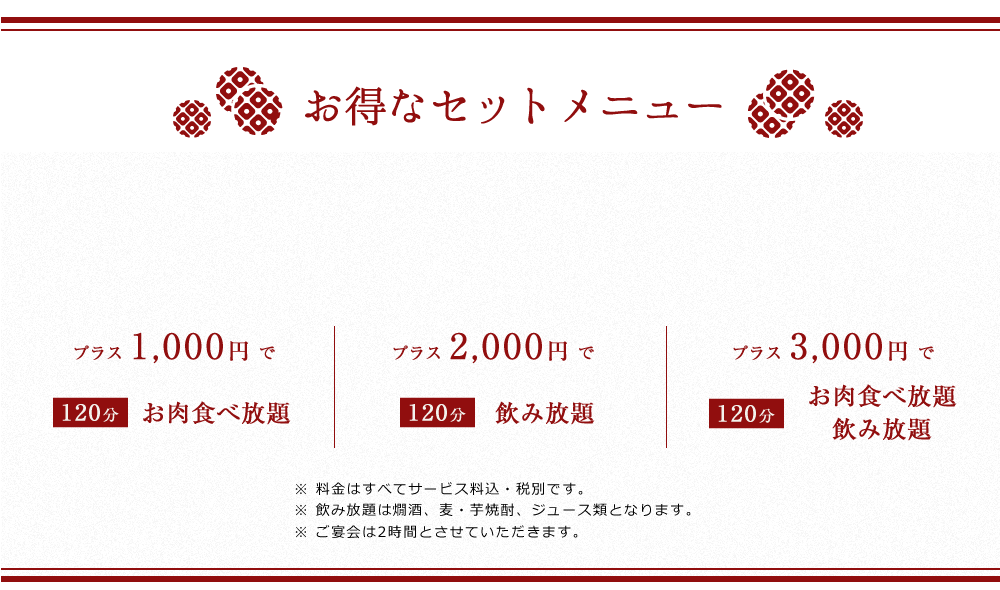 お得なセットメニュー
プラス 1,000円 で
120分 お肉食べ放題
プラス 2,000円 で
120分 飲み放題
プラス 3,000円 で
120分 お肉食べ放題
飲み放題
※ 料金はすべてサービス料込・税別です。
※ 飲み放題は燗酒、麦・芋焼酎、ジュース類となります。
※ ご宴会は2時間とさせていただきます。